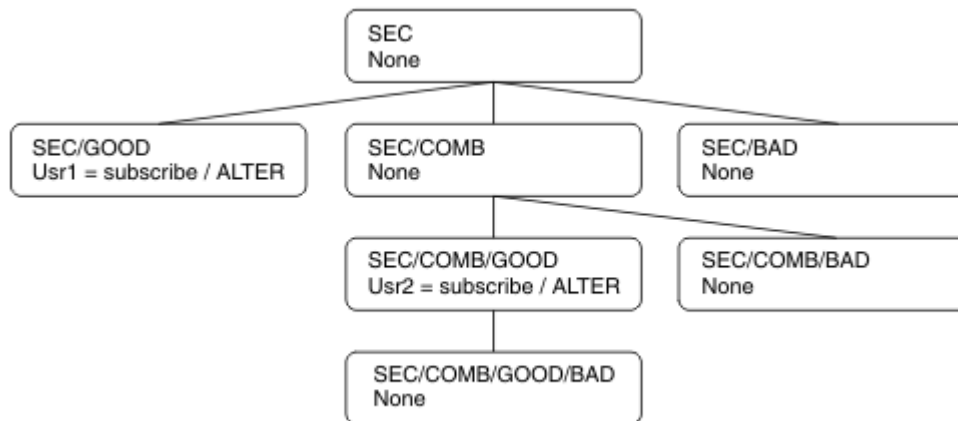 SEC
None
SEC/GOOD
Usr1 = subscribe / ALTER
SEC/COMB
None
SEC/BAD
None
SEC/COMB/GOOD
Usr2 = subscribe / ALTER
SEC/COMB/BAD
None
SEC/COMB/GOOD/BAD
None